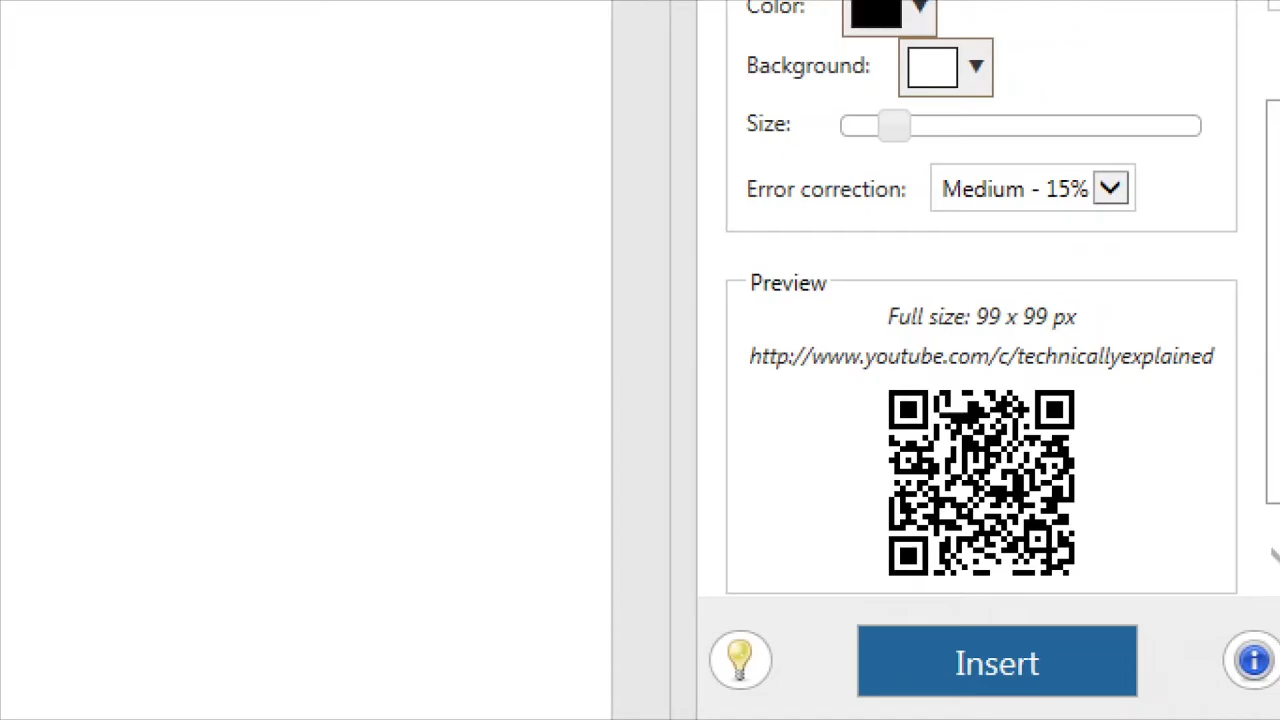 Color:
Background:
Size:
Error correction: Medium - 15%
Preview
Full size: 99 x 99 px
http://www.youtube.com/c/technicallyexplained
Insert